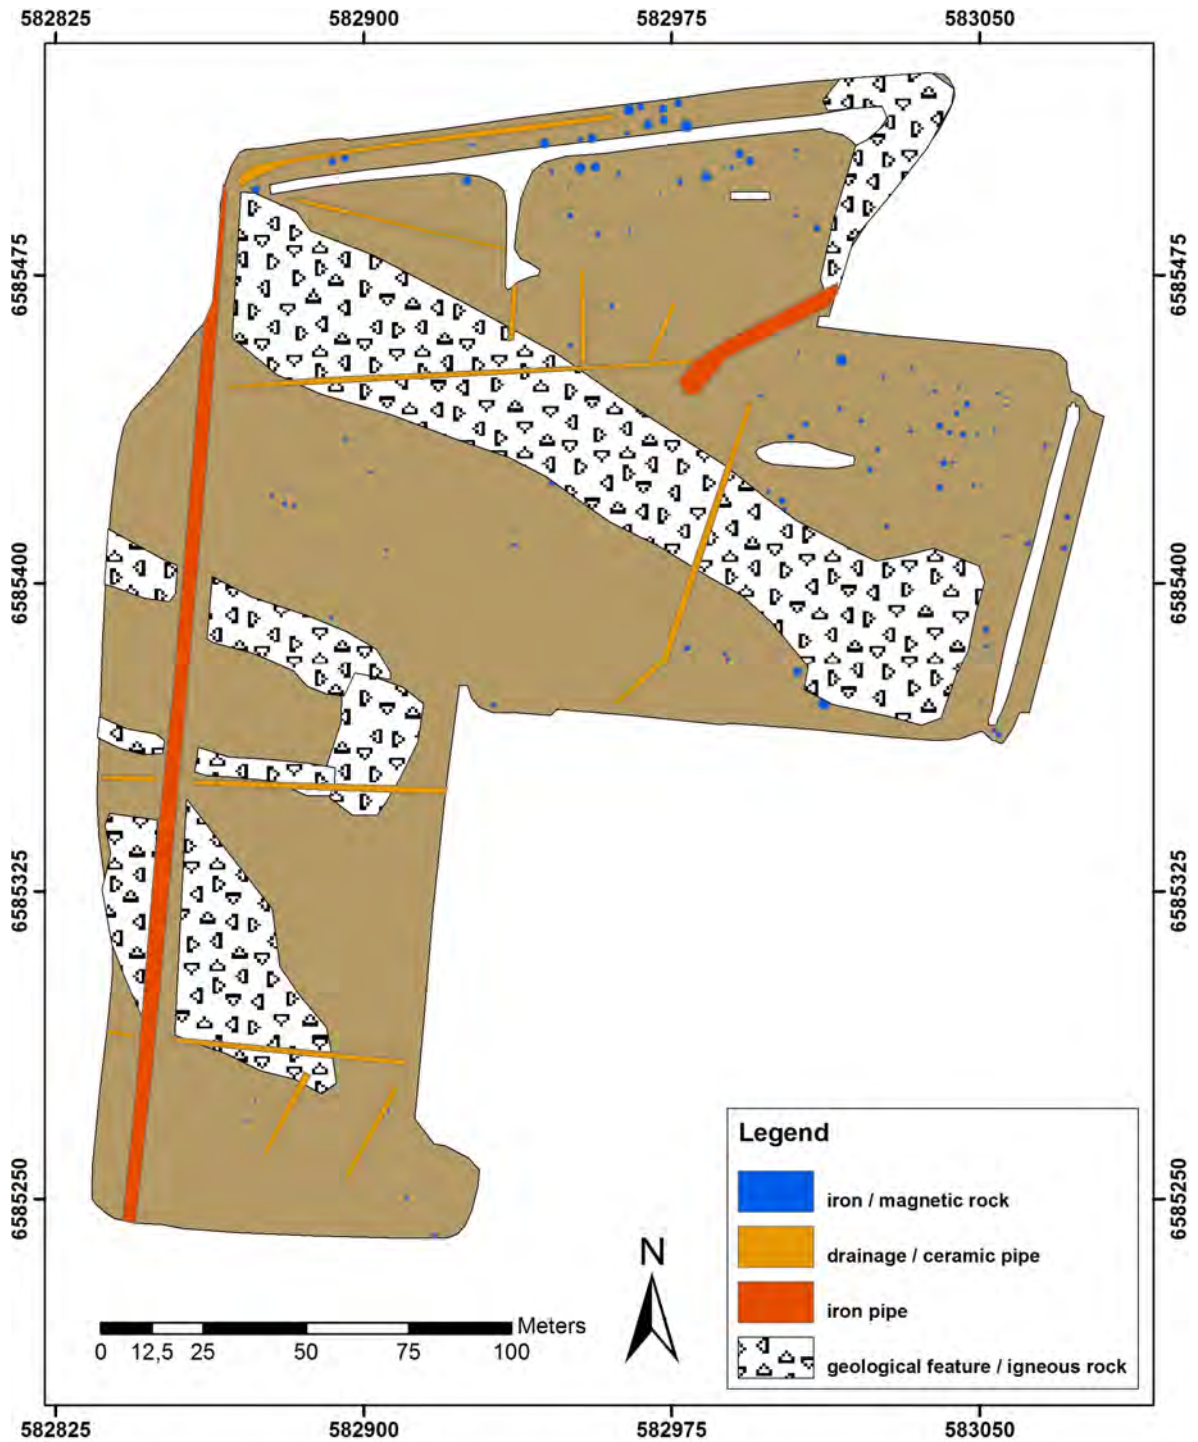 582825 582900 582975 583050
6585475 6585475
6585400 6585400
6585325 6585325
6585250 6585250
Legend
iron / magnetic rock
drainage / ceramic pipe
iron pipe
geological feature / igneous rock
N
Meters
0 12,5 25 50 75 100
582825 582900 582975 583050